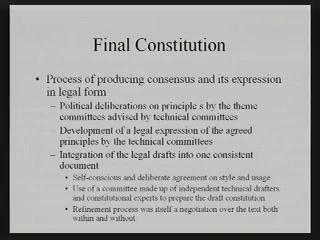 Final Constitution
• Process of producing consensus and its expression
in legal form
– Political deliberations on principle s by the theme
committees advised by technical committees
– Development of a legal expression of the agreed
principles by the technical committees
– Integration of the legal drafts into one consistent
document
• Self-conscious and deliberate agreement on style and usage
• Use of a committee made up of independent technical drafters
and constitutional experts to prepare the draft constitution
• Refinement process was itself a negotiation over the text both
within and without